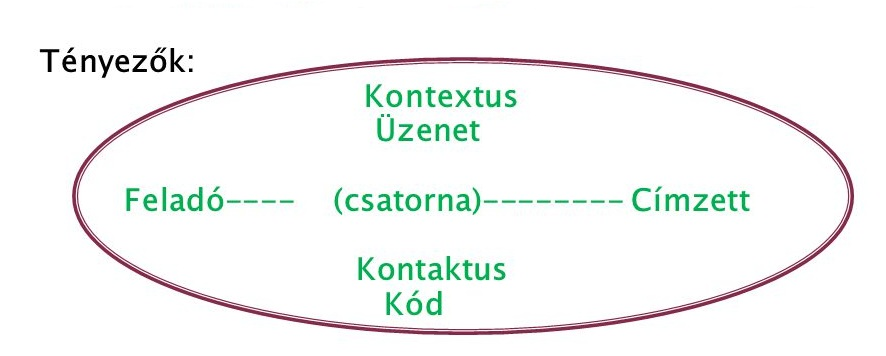 Tényezők:
Kontextus
Üzenet
Feladó---- (csatorna)-------- Címzett
Kontaktus
Kód